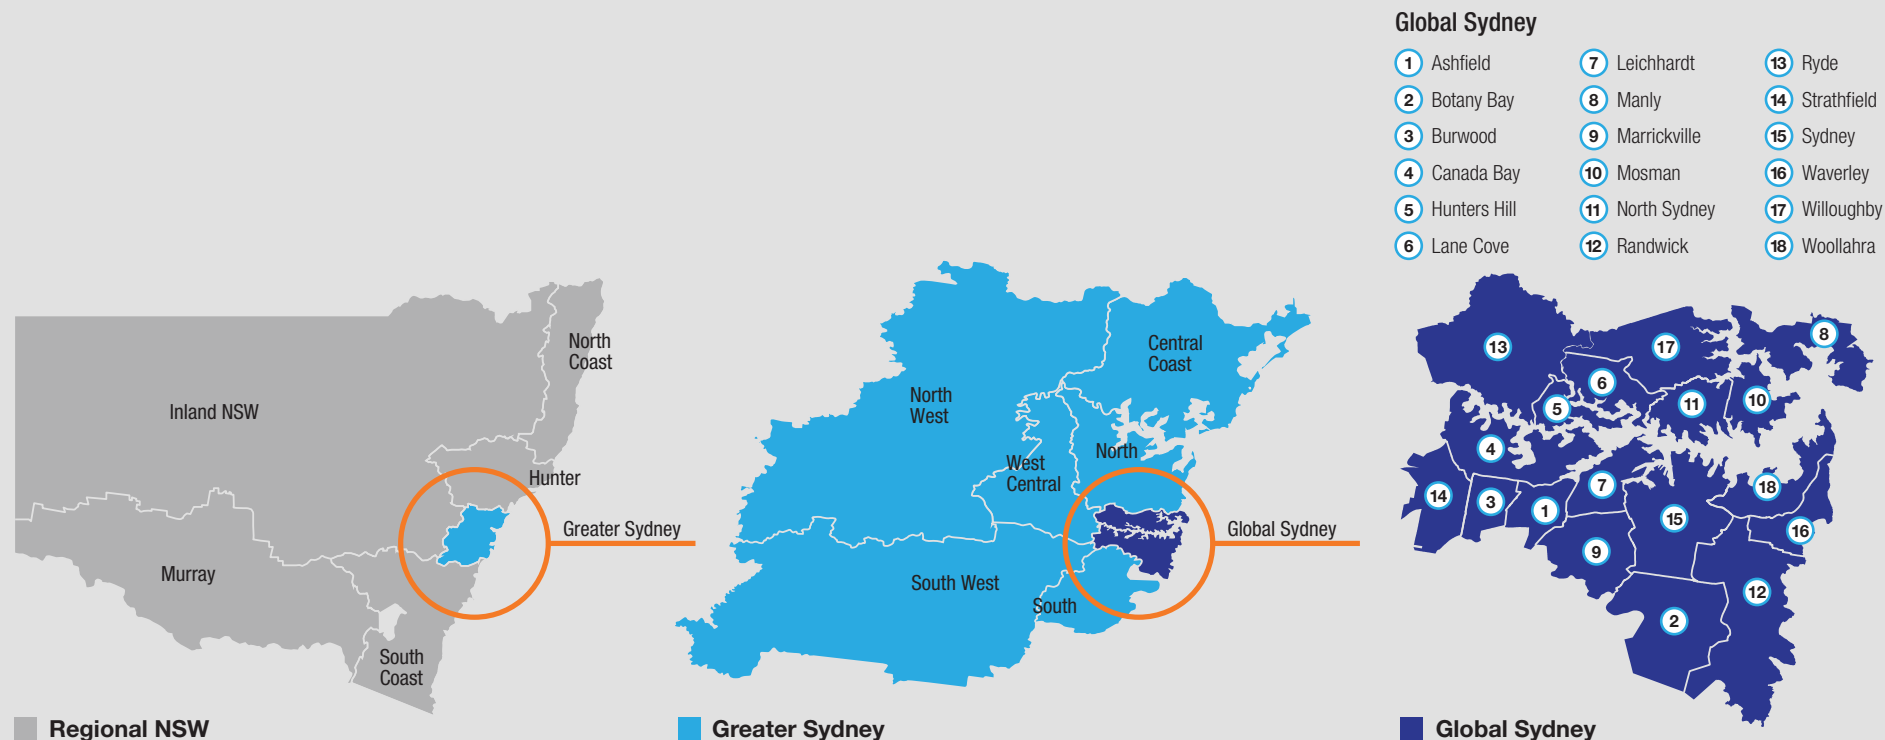 Global Sydney
1 Ashfield
2 Botany Bay
3 Burwood
4 Canada Bay
5 Hunters Hill
6 Lane Cove
7 Leichhardt
8 Manly
9 Marrickville
10 Mosman
11 North Sydney
12 Randwick
13 Ryde
14 Strathfield
15 Sydney
16 Waverley
17 Willoughby
18 Woollahra
North
Coast
Inland NSW
Hunter
Greater Sydney
Murray
South
Coast
Regional NSW
Central
Coast
North
West
North
West
Central
Global Sydney
South West
South
Greater Sydney
8
13
17
6
10
11
5
4
7
18
14
3
1
15
16
9
12
2
Global Sydney